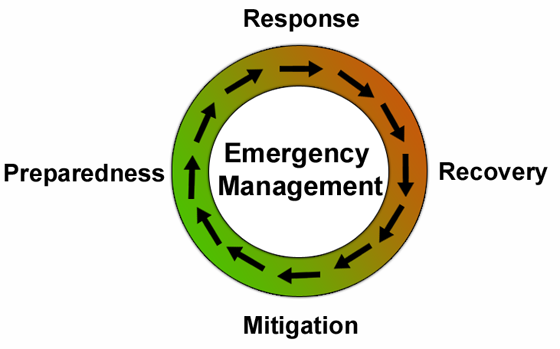 Response
Preparedness
Emergency
Management
Recovery
Mitigation